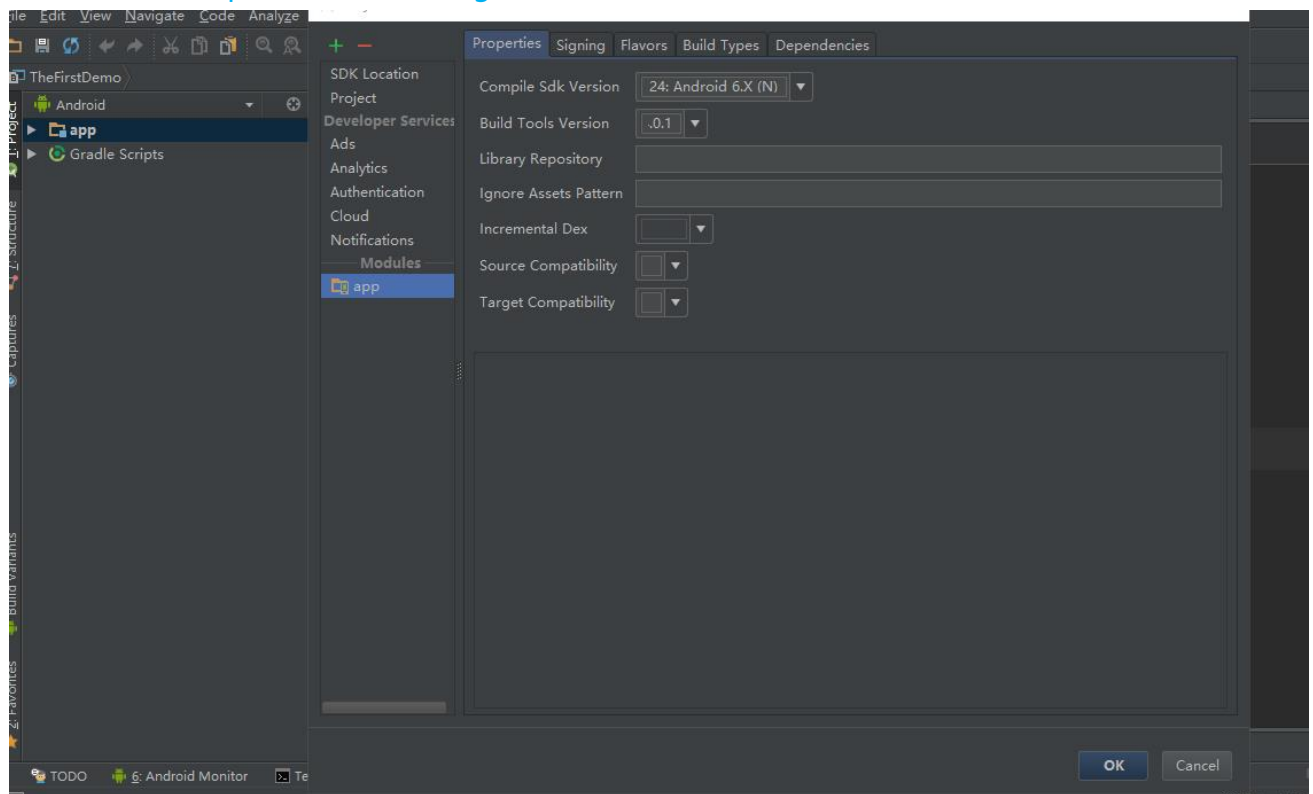 File Edit View Navigate Code Analyze
TheFirstDemo
Android
app
Gradle Scripts
1: Project
7: Structure
Captures
Build Variants
2: Favorites
TODO
6: Android Monitor
Te
SDK Location
Project
Developer Services
Ads
Analytics
Authentication
Cloud
Notifications
Modules
app
Properties Signing Flavors Build Types Dependencies
Compile Sdk Version 24: Android 6.X (N)
Build Tools Version .0.1
Library Repository
Ignore Assets Pattern
Incremental Dex
Source Compatibility
Target Compatibility
OK Cancel